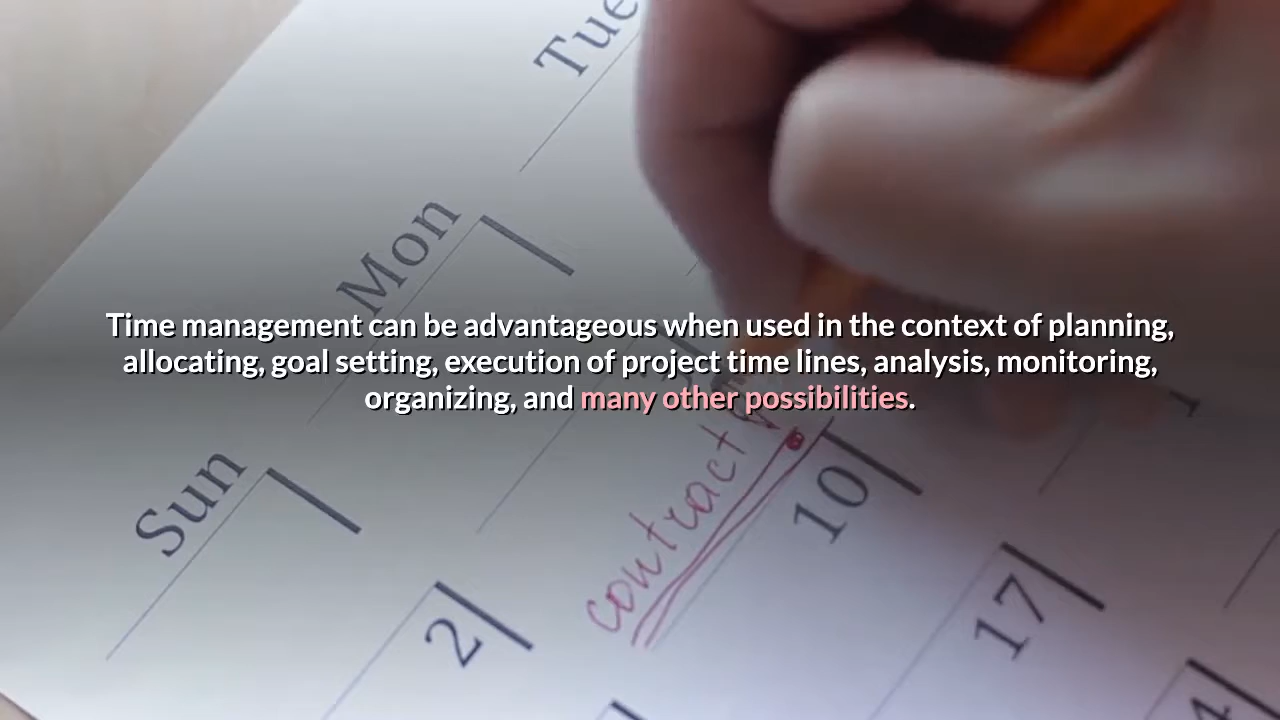 Tue
Mon
Time management can be advantageous when used in the context of planning,
allocating, goal setting, execution of project time lines, analysis, monitoring,
organizing, and many other possibilities.
Sun
contract
10
17
2